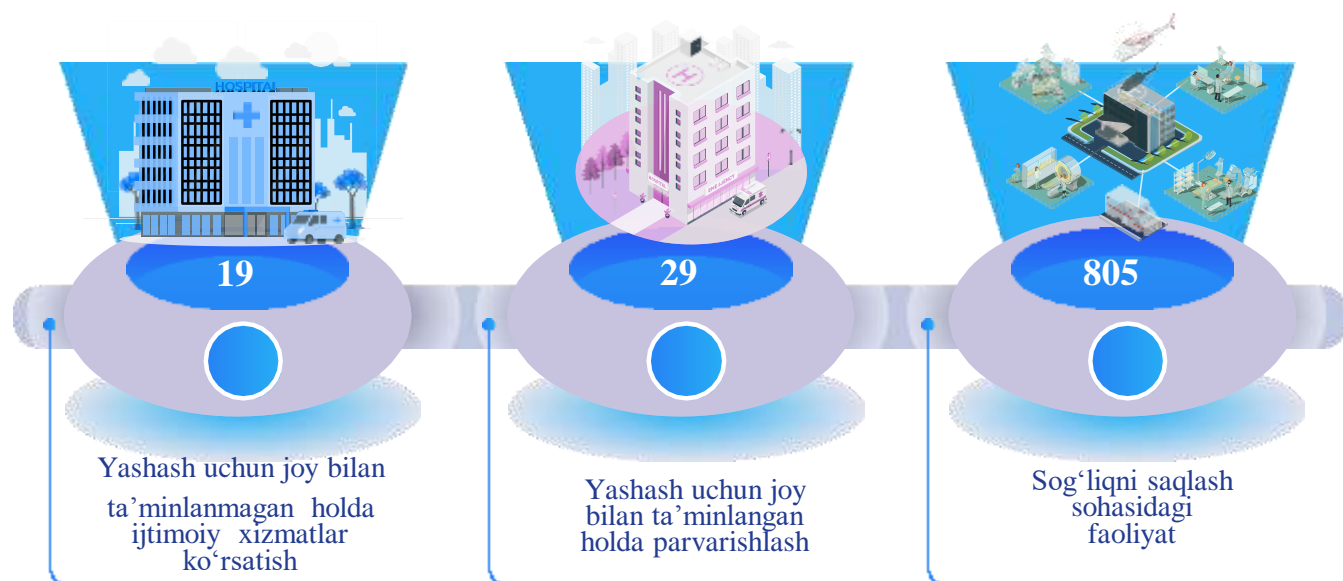 HOSPITAL
19
29
805
Yashash uchun joy bilan
ta’minlanmagan holda
ijtimoiy xizmatlar
ko‘rsatish
Yashash uchun joy
bilan ta’minlangan
holda parvarishlash
Sog‘liqni saqlash
sohasidagi
faoliyat